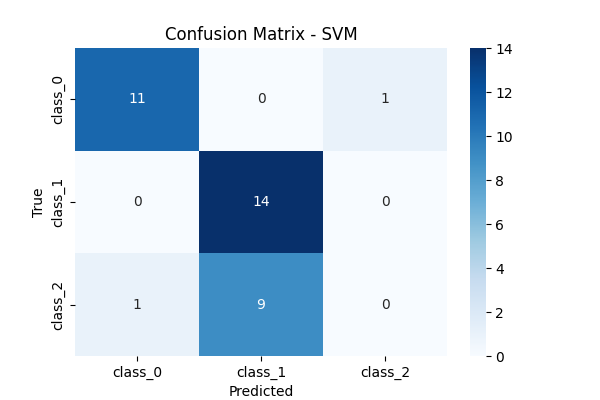 Confusion Matrix - SVM
class_0
class_1
class_2
True
11 0 1
0 14 0
1 9 0
class_0 class_1 class_2
Predicted
14
12
10
8
6
4
2
0